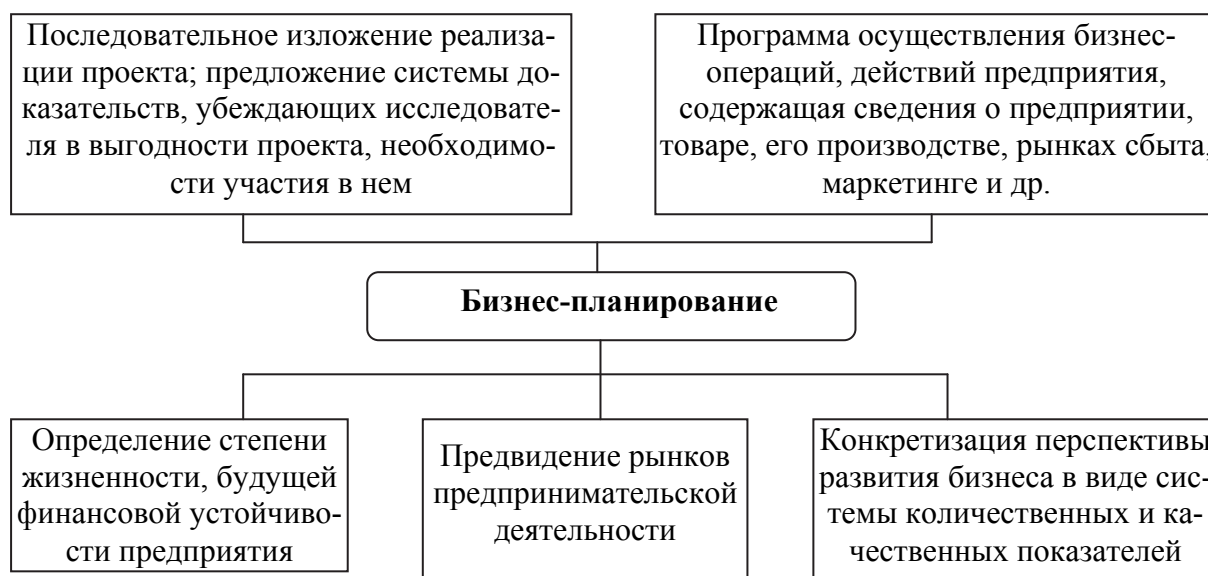 Последовательное изложение реализа-
ции проекта; предложение системы до-
казательств, убеждающих исследовате-
ля в выгодности проекта, необходимо-
сти участия в нем
Программа осуществления бизнес-
операций, действий предприятия,
содержащая сведения о предприятии,
товаре, его производстве, рынках сбыта,
маркетинге и др.
Бизнес-планирование
Определение степени
жизненности, будущей
финансовой устойчиво-
сти предприятия
Предвидение рынков
предпринимательской
деятельности
Конкретизация перспективы
развития бизнеса в виде сис-
темы количественных и ка-
чественных показателей